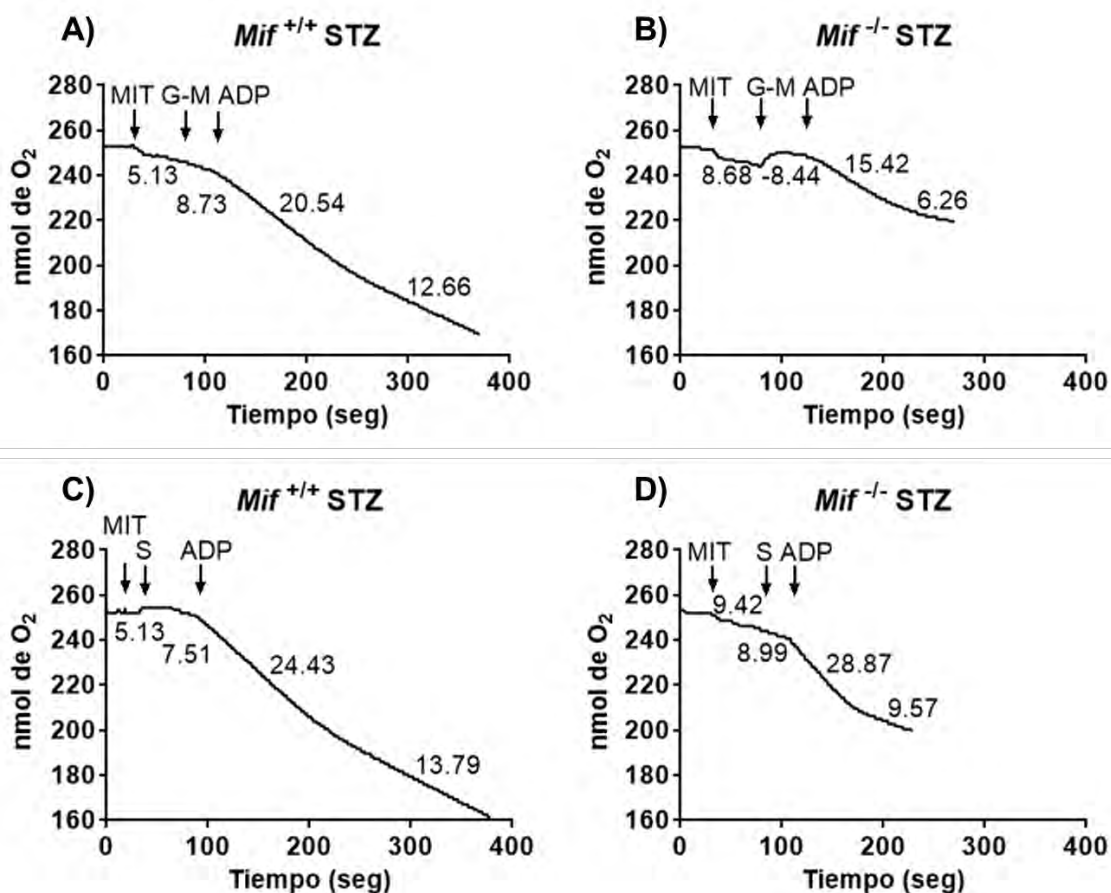 A)
Mif +/+ STZ
nmol de O2
280
260
240
220
200
180
160
MIT G-M ADP
5.13
8.73
20.54
12.66
0 100 200 300 400
Tiempo (seg)
B)
Mif -/- STZ
nmol de O2
280
260
240
220
200
180
160
MIT G-M ADP
8.68 -8.44
15.42
6.26
0 100 200 300 400
Tiempo (seg)
C)
Mif +/+ STZ
nmol de O2
280
260
240
220
200
180
160
MIT
S ADP
5.13
7.51
24.43
13.79
0 100 200 300 400
Tiempo (seg)
D)
Mif -/- STZ
nmol de O2
280
260
240
220
200
180
160
MIT S ADP
9.42
8.99
28.87
9.57
0 100 200 300 400
Tiempo (seg)